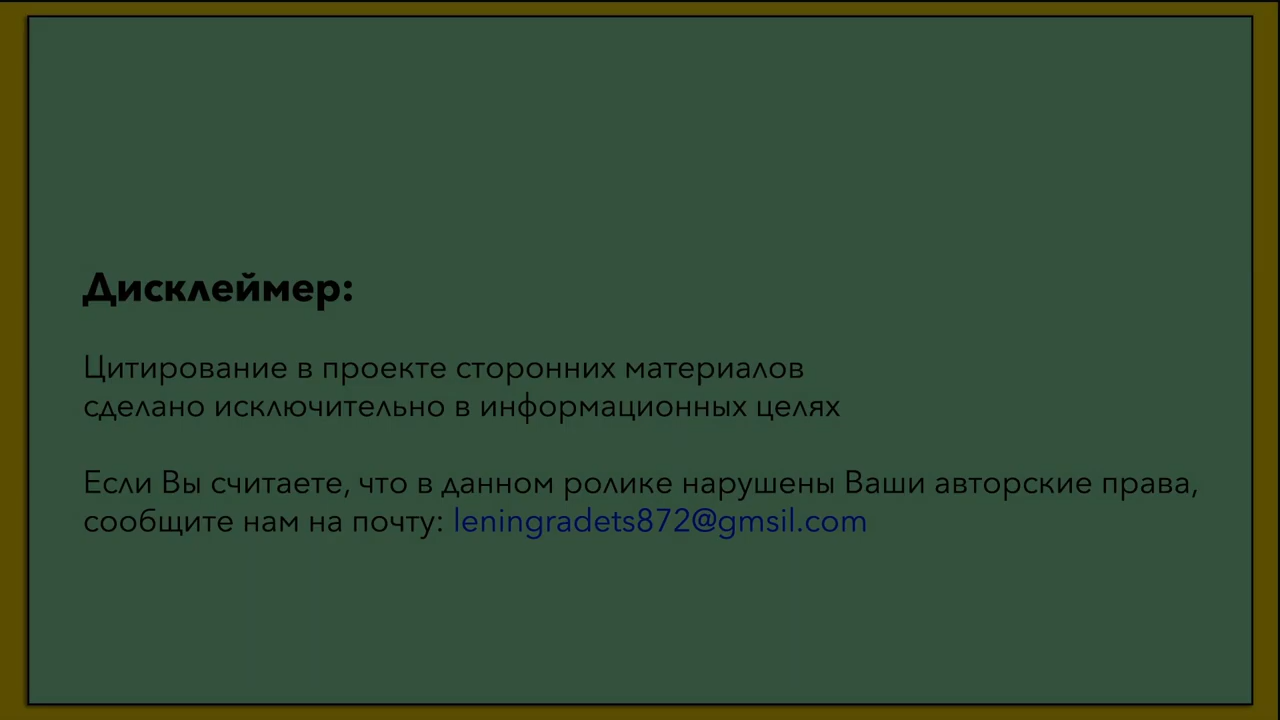 Дисклеймер:
Цитирование в проекте сторонних материалов
сделано исключительно в информационных целях
Если Вы считаете, что в данном ролике нарушены Ваши авторские права,
сообщите нам на почту: leningradets872@gmsil.com